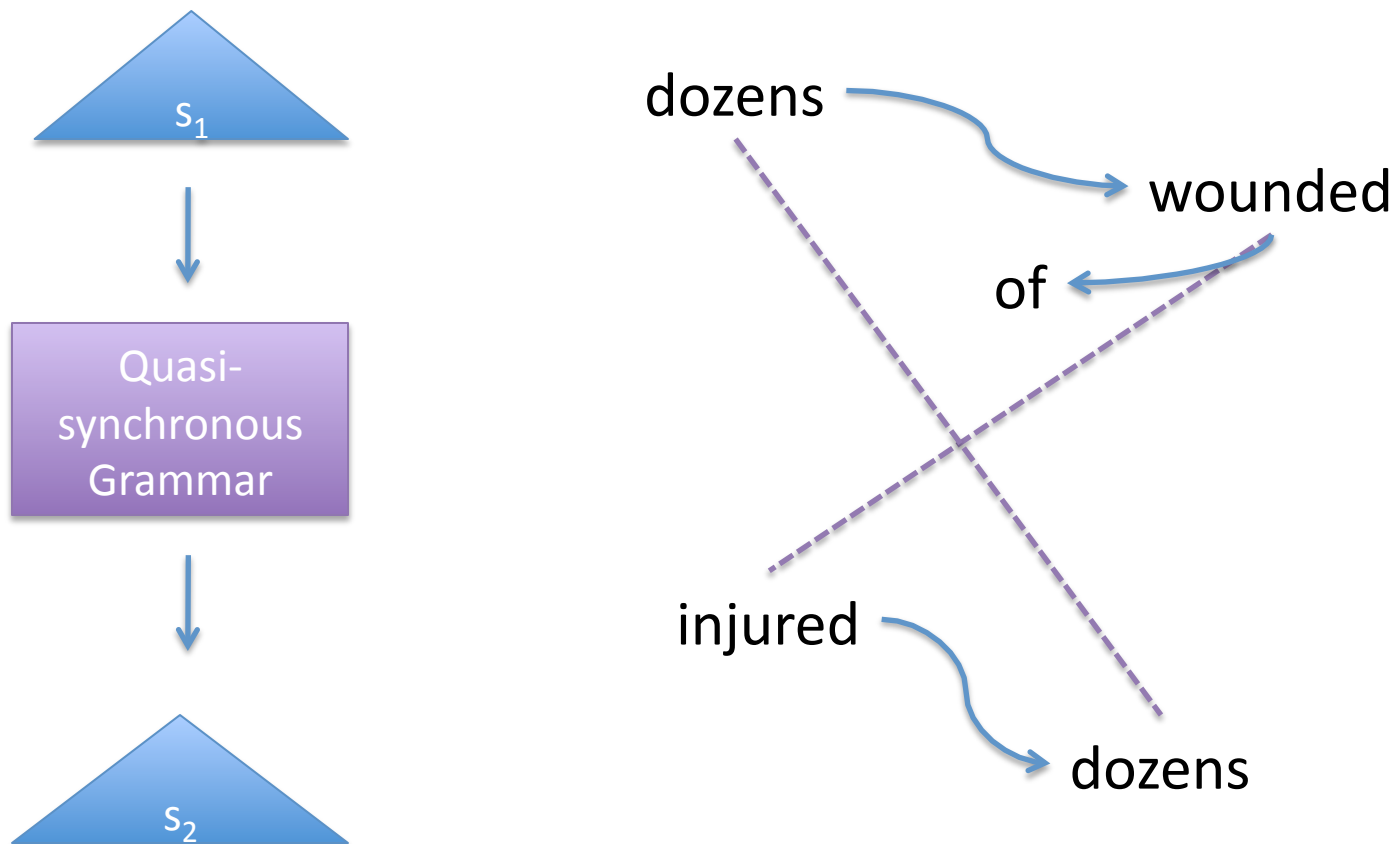 s₁
Quasi-
synchronous
Grammar
s₂
dozens
wounded
of
injured
dozens